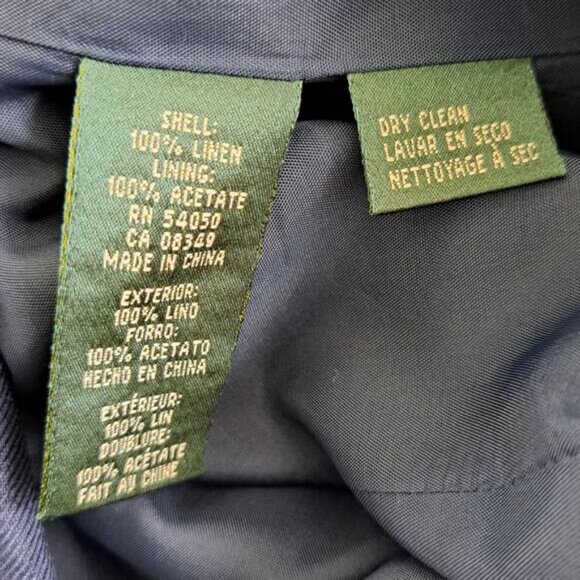 SHELL:
100% LINEN
LINING:
100% ACETATE
RN 54050
CA 08349
MADE IN CHINA
EXTERIOR:
100% LINO
FORRO:
100% ACETATO
HECHO EN CHINA
EXTÉRIEUR:
100% LIN
DOUBLURE:
100% ACÉTATE
FAIT AU CHINE
DRY CLEAN
LAVAR EN SECO
NETTOYAGE À SEC